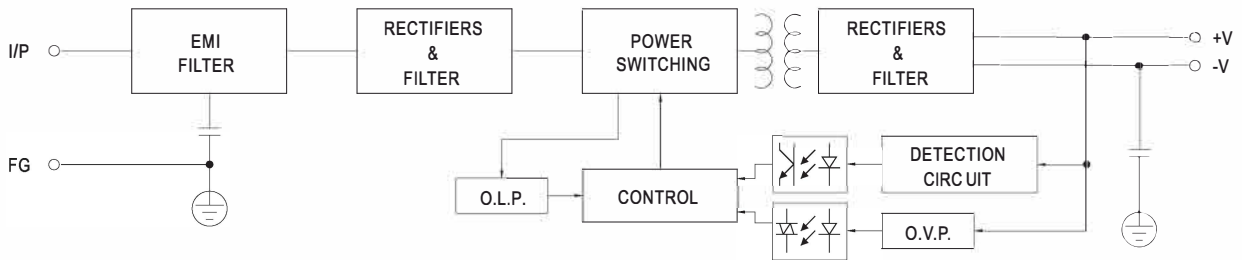 I/P
EMI
FILTER
RECTIFIERS
&
FILTER
POWER
SWITCHING
RECTIFIERS
&
FILTER
+V
-V
FG
O.L.P.
CONTROL
DETECTION
CIRC UIT
O.V.P.